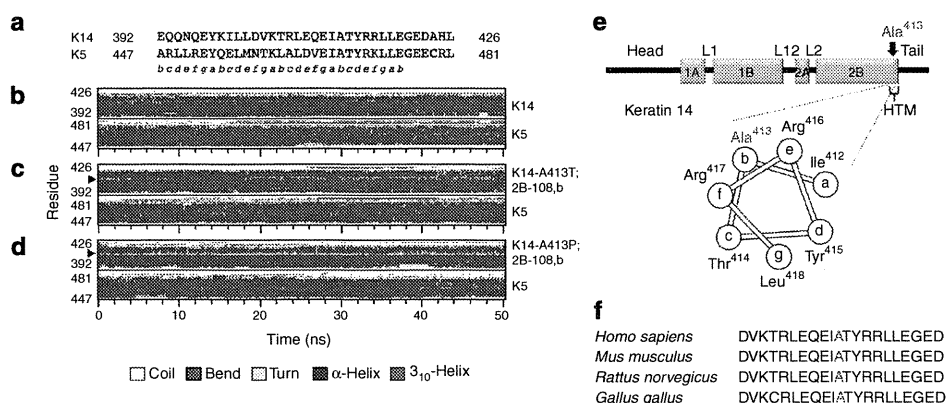 a
K14 392 EQQNQEYKILLDVKTRLEQEIATYRRLLEGEDAHL 426
K5 447 ARLLREYQELMNTKLALDVEIATYRKLLEGEECRL 481
bcdefgabcdefgabcdefgabcdefgab
b
426
392
481
447
K14
K5
c
426
392
481
447
K14-A413T;
2B-108,b
K5
d
426
392
481
447
K14-A413P;
2B-108,b
K5
Residue
0 10 20 30 40 50
Time (ns)
Coil Bend Turn α-Helix 3₁₀-Helix
e
Ala⁴¹³
Head L1 L12 L2 Tail
1A 1B 2A 2B
Keratin 14
HTM
Arg⁴¹⁶
Ala⁴¹³
Ile⁴¹²
Arg⁴¹⁷
b e a f c d g
Thr⁴¹⁴
Tyr⁴¹⁵
Leu⁴¹⁸
f
Homo sapiens DVKTRLEQEIATYRRLLEGED
Mus musculus DVKTRLEQEIATYRRLLEGED
Rattus norvegicus DVKTRLEQEIATYRRLLEGED
Gallus gallus DVKCRLEQEIATYRRLLEGED